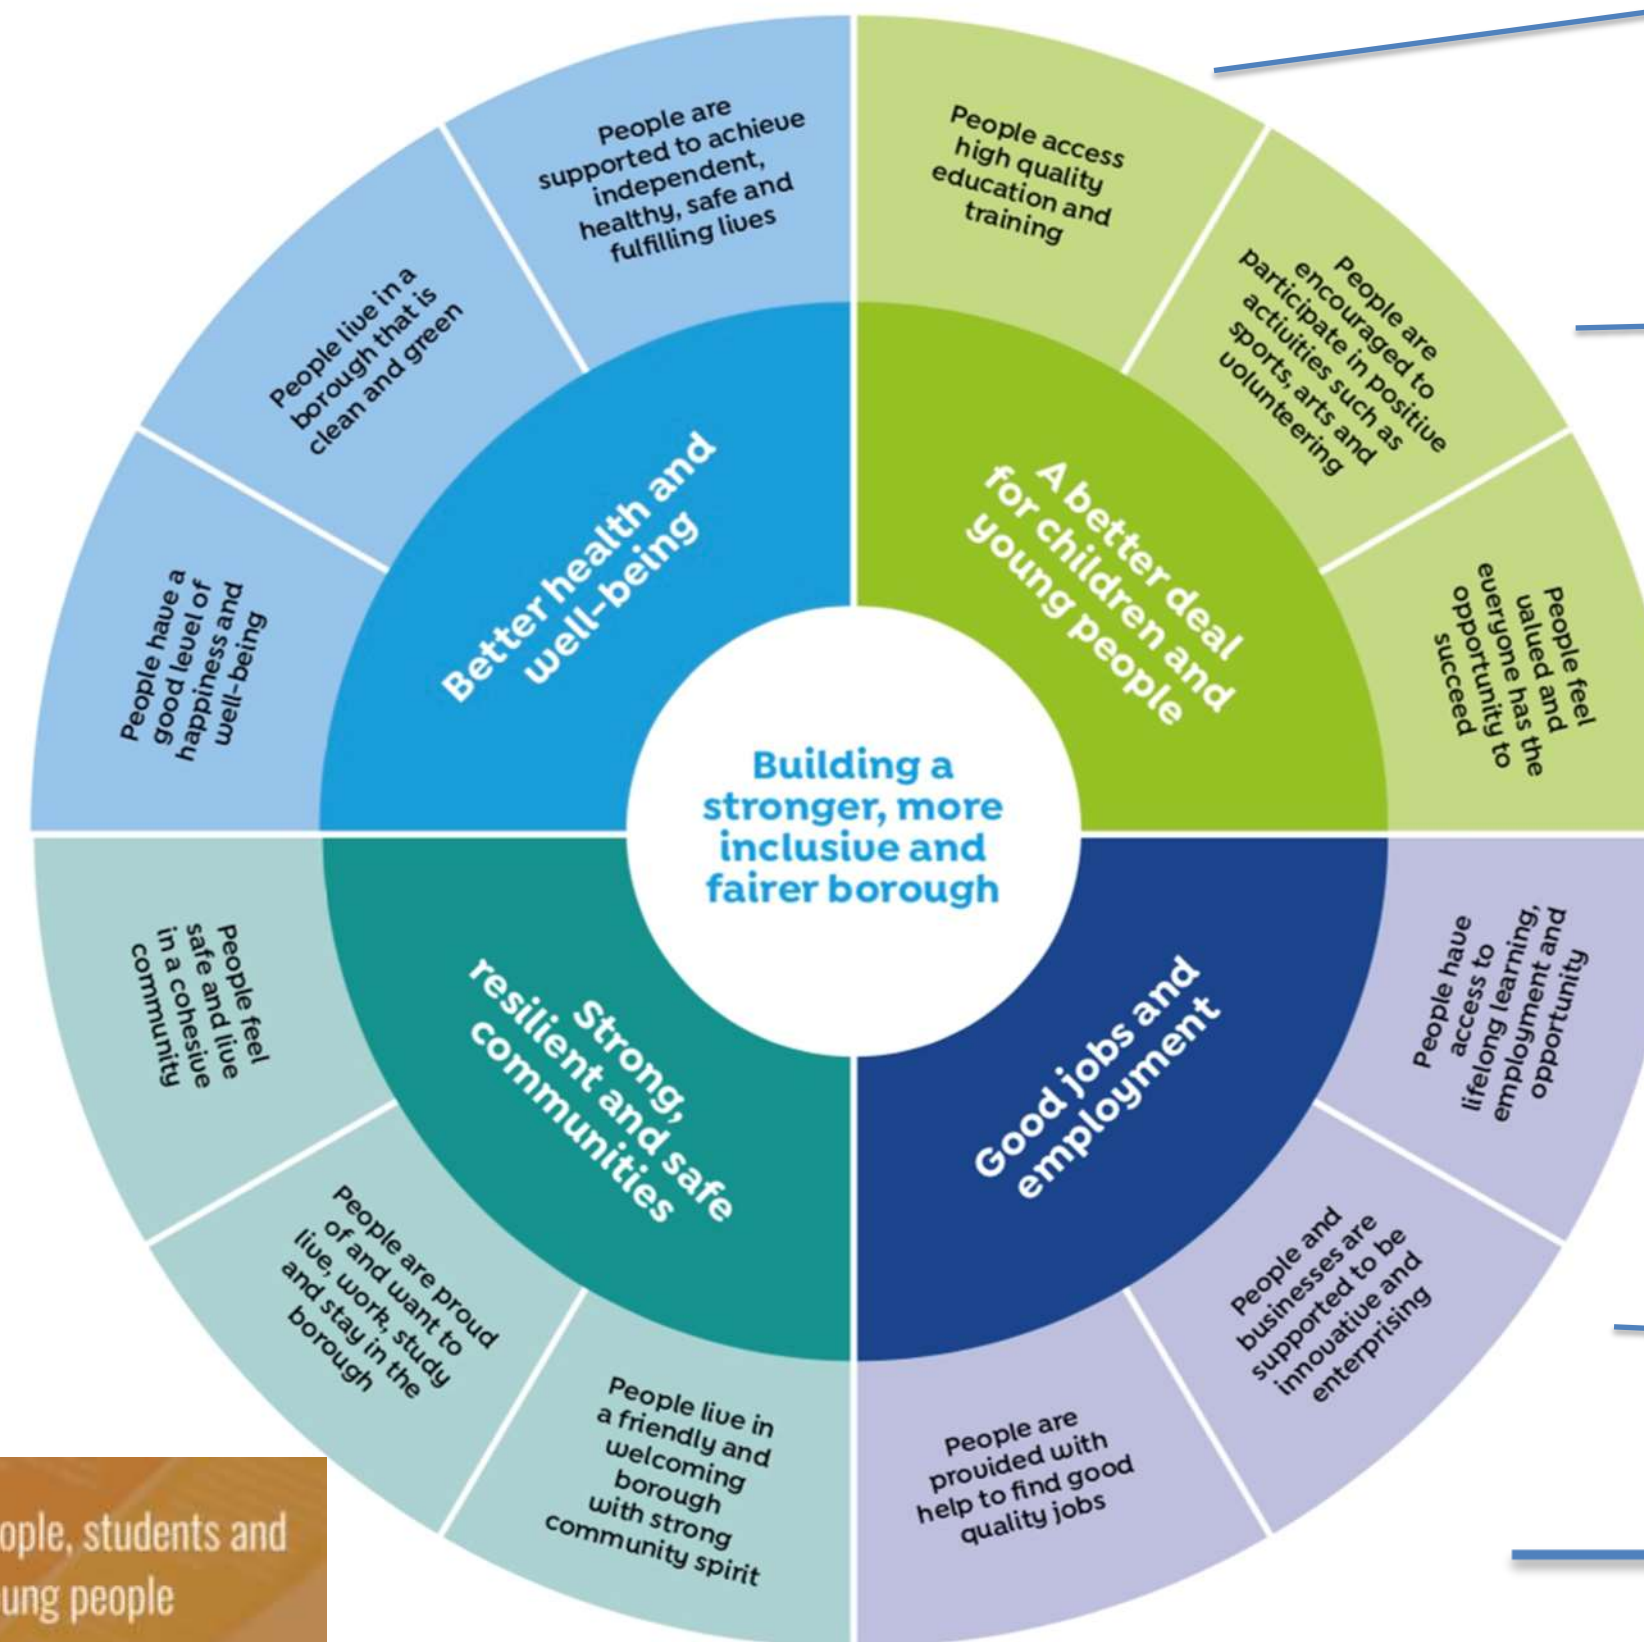 Building a
stronger, more
inclusive and
fairer borough
A better deal
for children and
young people
People access
high quality
education and
training
People are
encouraged to
participate in positive
activities such as
sports, arts and
volunteering
People feel
valued and
everyone has the
opportunity to
succeed
Good jobs and
employment
People have
access to
lifelong learning,
employment and
opportunity
People and
businesses are
supported to be
innovative and
enterprising
People are
provided with
help to find good
quality jobs
Strong,
resilient and safe
communities
People live in
a friendly and
welcoming
borough
with strong
community spirit
People are proud
of and want to
live, work, study
and stay in the
borough
People feel
safe and live
in a cohesive
community
Better health and
well-being
People have a
good level of
happiness and
well-being
People live in a
borough that is
clean and green
People are
supported to achieve
independent,
healthy, safe and
fulfilling lives
ople, students and
ung people